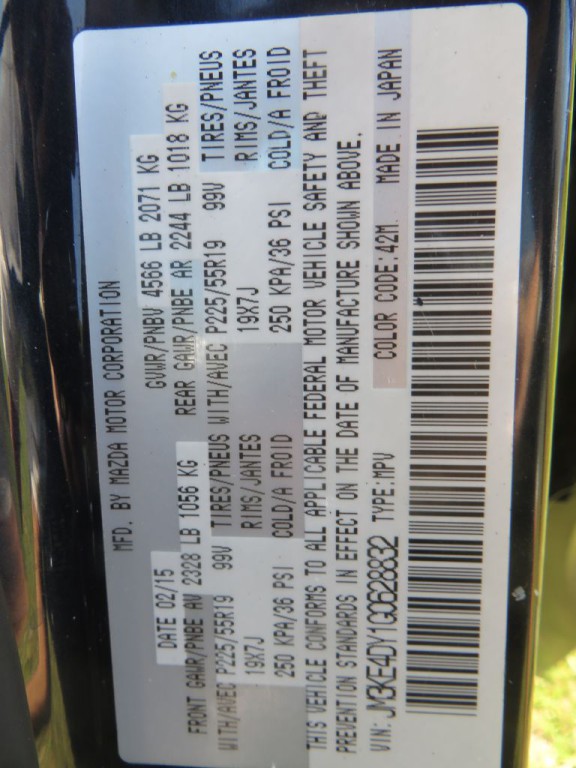 MFD. BY MAZDA MOTOR CORPORATION
DATE 02/15 GVWR/PNBV 4566 LB 2071 KG
FRONT GAWR/PNBE AV 2328 LB 1056 KG REAR GAWR/PNBE AR 2244 LB 1018 KG
WITH/AVEC P225/55R19 99V TIRES/PNEUS WITH/AVEC P225/55R19 99V TIRES/PNEUS
19X7J RIMS/JANTES 19X7J RIMS/JANTES
250 KPA/36 PSI COLD/A FROID 250 KPA/36 PSI COLD/A FROID
THIS VEHICLE CONFORMS TO ALL APPLICABLE FEDERAL MOTOR VEHICLE SAFETY AND THEFT
PREVENTION STANDARDS IN EFFECT ON THE DATE OF MANUFACTURE SHOWN ABOVE.
VIN: JM3KE4DY1G0628832 TYPE:MPV COLOR CODE:42M MADE IN JAPAN